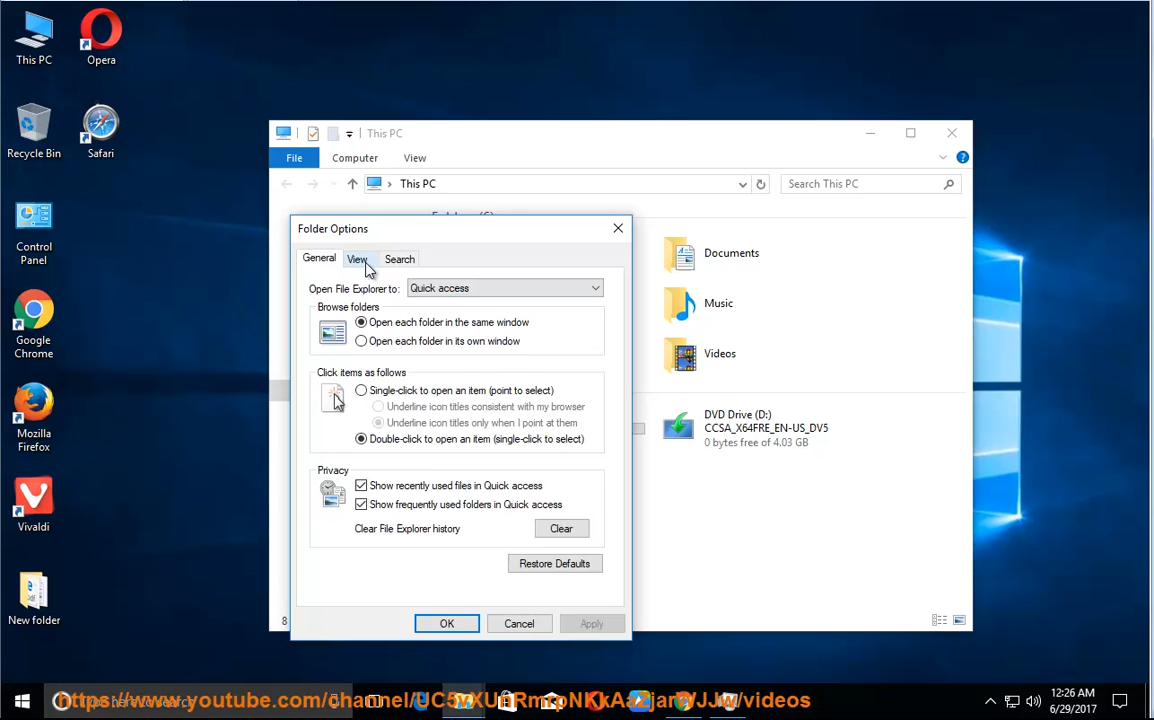 This PC
Opera
Recycle Bin
Safari
Control
Panel
Google
Chrome
Mozilla
Firefox
Vivaldi
New folder
This PC
File Computer View
This PC
Search This PC
Folder Options
General View Search
Open File Explorer to: Quick access
Browse folders
Open each folder in the same window
Open each folder in its own window
Click items as follows
Single-click to open an item (point to select)
Underline icon titles consistent with my browser
Underline icon titles only when I point at them
Double-click to open an item (single-click to select)
Privacy
Show recently used files in Quick access
Show frequently used folders in Quick access
Clear File Explorer history Clear
Restore Defaults
OK Cancel Apply
Documents
Music
Videos
DVD Drive (D:)
CCSA_X64FRE_EN-US_DV5
0 bytes free of 4.03 GB
8
12:26 AM
6/29/2017